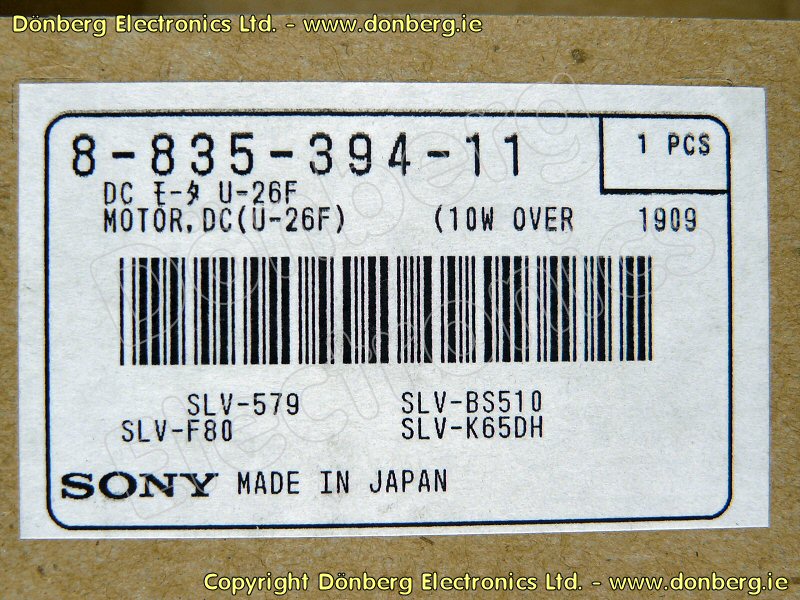 Dönberg Electronics Ltd. - www.donberg.ie
8-835-394-11
1 PCS
DC モータ U-26F
MOTOR,DC(U-26F) (10W OVER 1909
SLV-579 SLV-BS510
SLV-F80 SLV-K65DH
SONY MADE IN JAPAN
Dönberg
Electronics
Copyright Dönberg Electronics Ltd. - www.donberg.ie